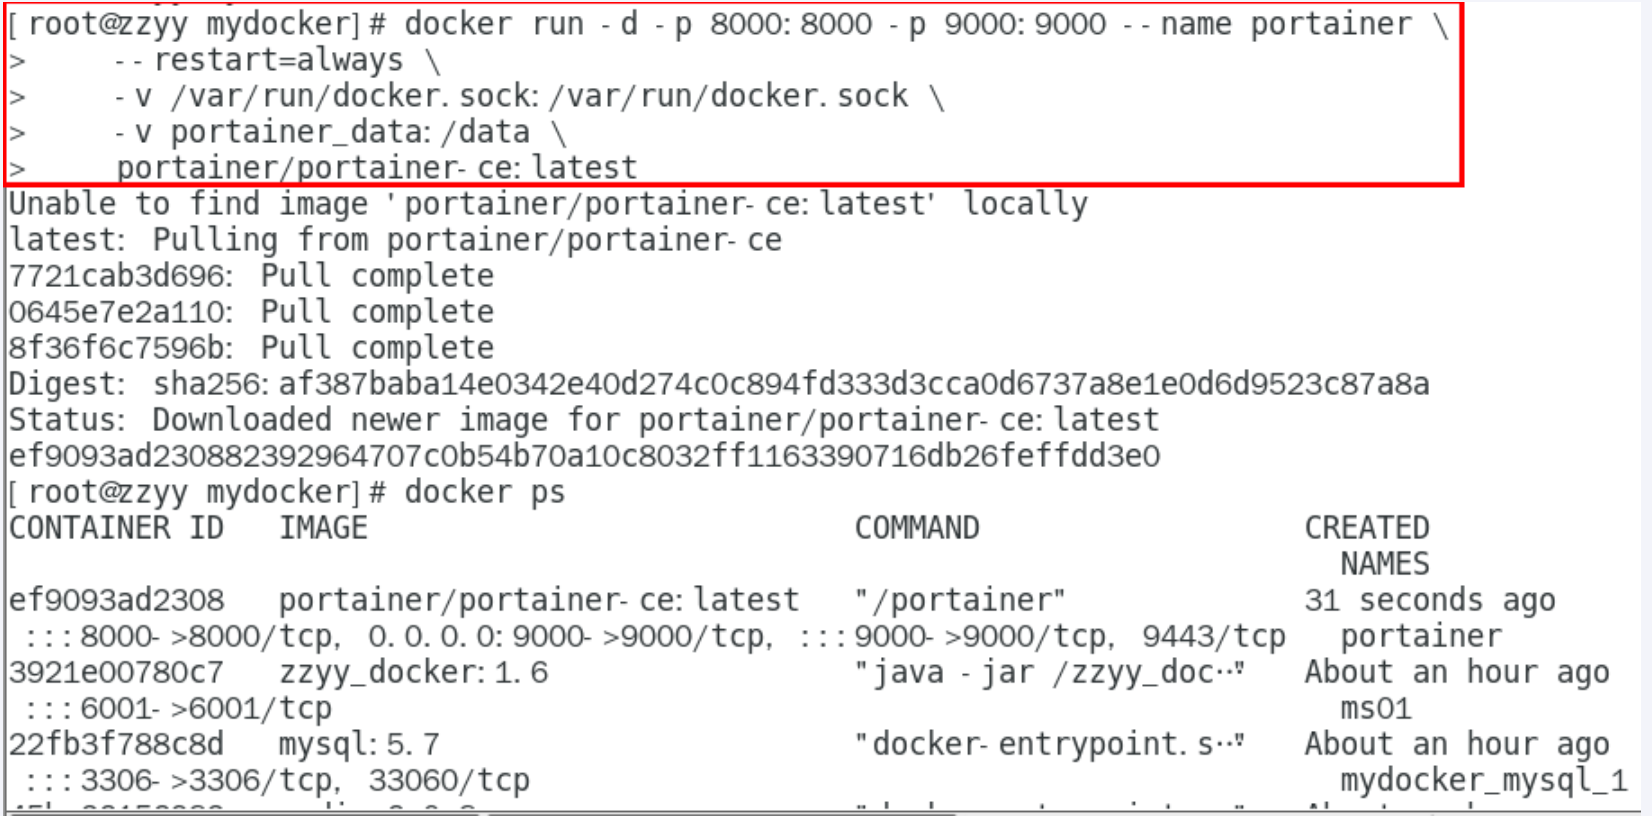 [root@zzyy mydocker]# docker run -d -p 8000:8000 -p 9000:9000 --name portainer \
>     --restart=always \
>     -v /var/run/docker.sock:/var/run/docker.sock \
>     -v portainer_data:/data \
>     portainer/portainer-ce:latest
Unable to find image 'portainer/portainer-ce:latest' locally
latest: Pulling from portainer/portainer-ce
7721cab3d696: Pull complete
0645e7e2a110: Pull complete
8f36f6c7596b: Pull complete
Digest: sha256:af387baba14e0342e40d274c0c894fd333d3cca0d6737a8e1e0d6d9523c87a8a
Status: Downloaded newer image for portainer/portainer-ce:latest
ef9093ad230882392964707c0b54b70a10c8032ff1163390716db26feffdd3e0
[root@zzyy mydocker]# docker ps
CONTAINER ID   IMAGE                           COMMAND                  CREATED
NAMES
ef9093ad2308   portainer/portainer-ce:latest   "/portainer"             31 seconds ago
:::8000->8000/tcp, 0.0.0.0:9000->9000/tcp, :::9000->9000/tcp, 9443/tcp   portainer
3921e00780c7   zzyy_docker:1.6                 "java -jar /zzyy_doc…"   About an hour ago
:::6001->6001/tcp                                                         ms01
22fb3f788c8d   mysql:5.7                       "docker-entrypoint.s…"   About an hour ago
:::3306->3306/tcp, 33060/tcp                                              mydocker_mysql_1